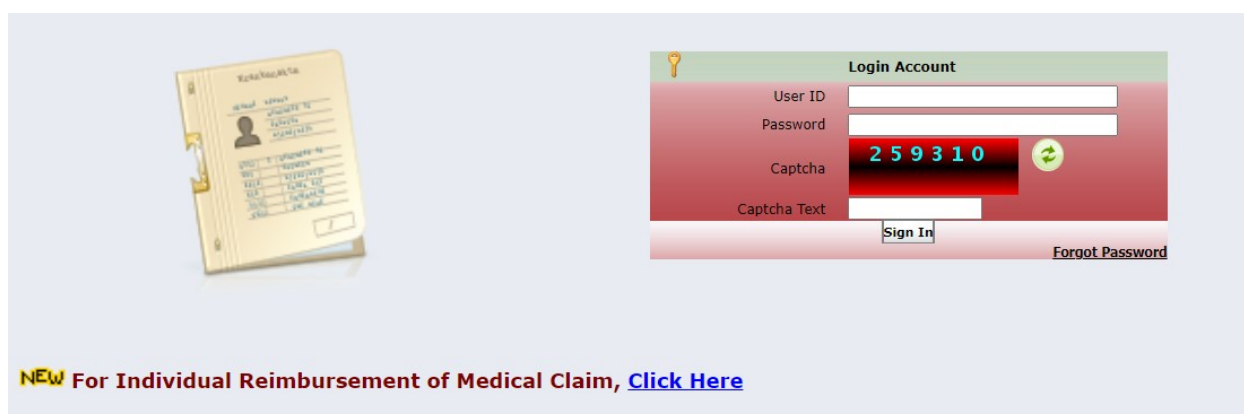 Login Account
User ID
Password
Captcha
2 5 9 3 1 0
Captcha Text
Sign In
Forgot Password
NEW For Individual Reimbursement of Medical Claim, Click Here